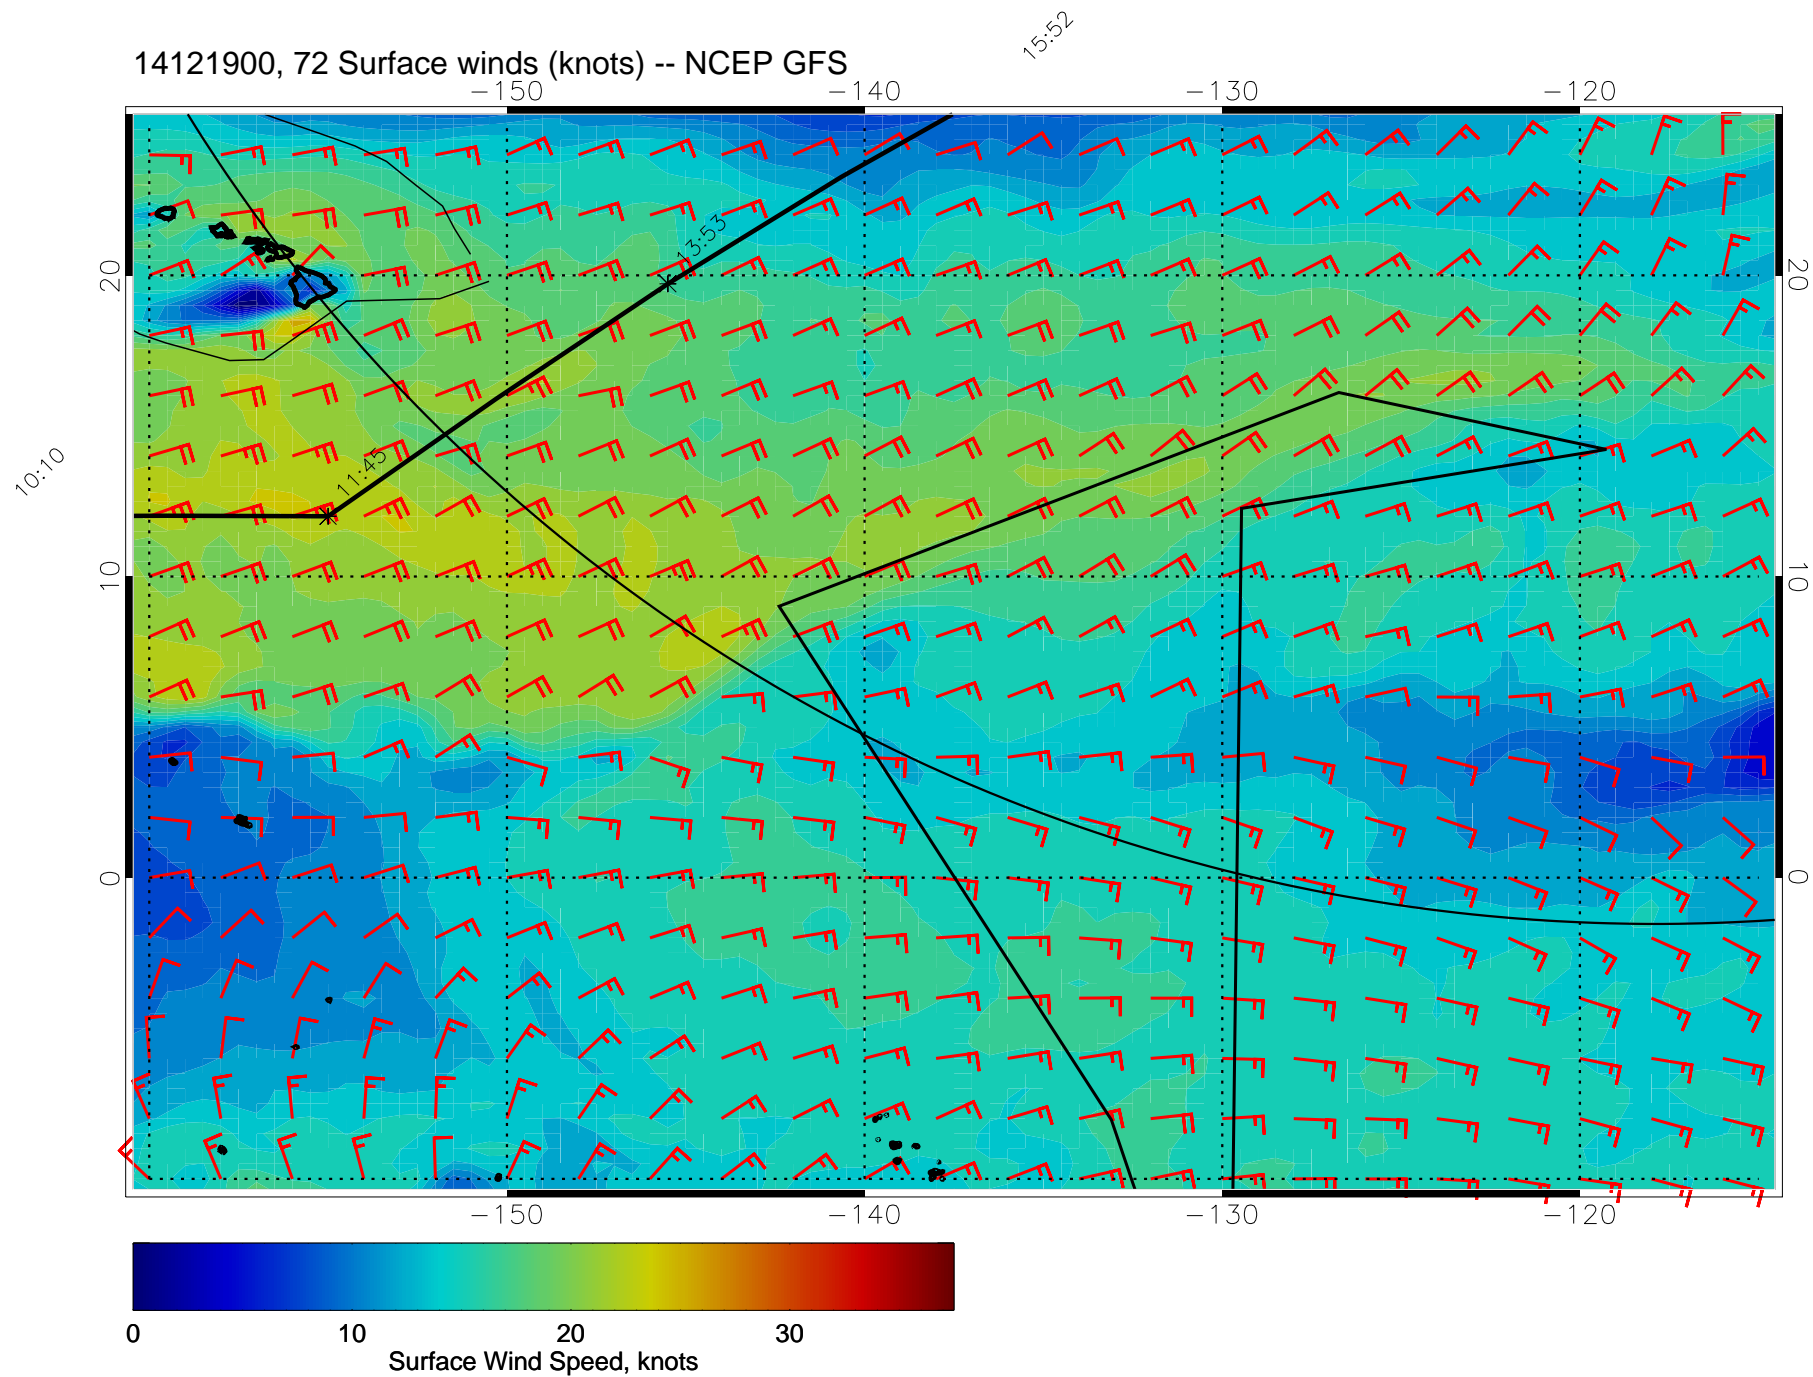 15:52
14121900, 72 Surface winds (knots) -- NCEP GFS
−150 −140 −130 −120
13:53
20 20
11:45
10:10
10 10
0 0
−150 −140 −130 −120
0 10 20 30
Surface Wind Speed, knots